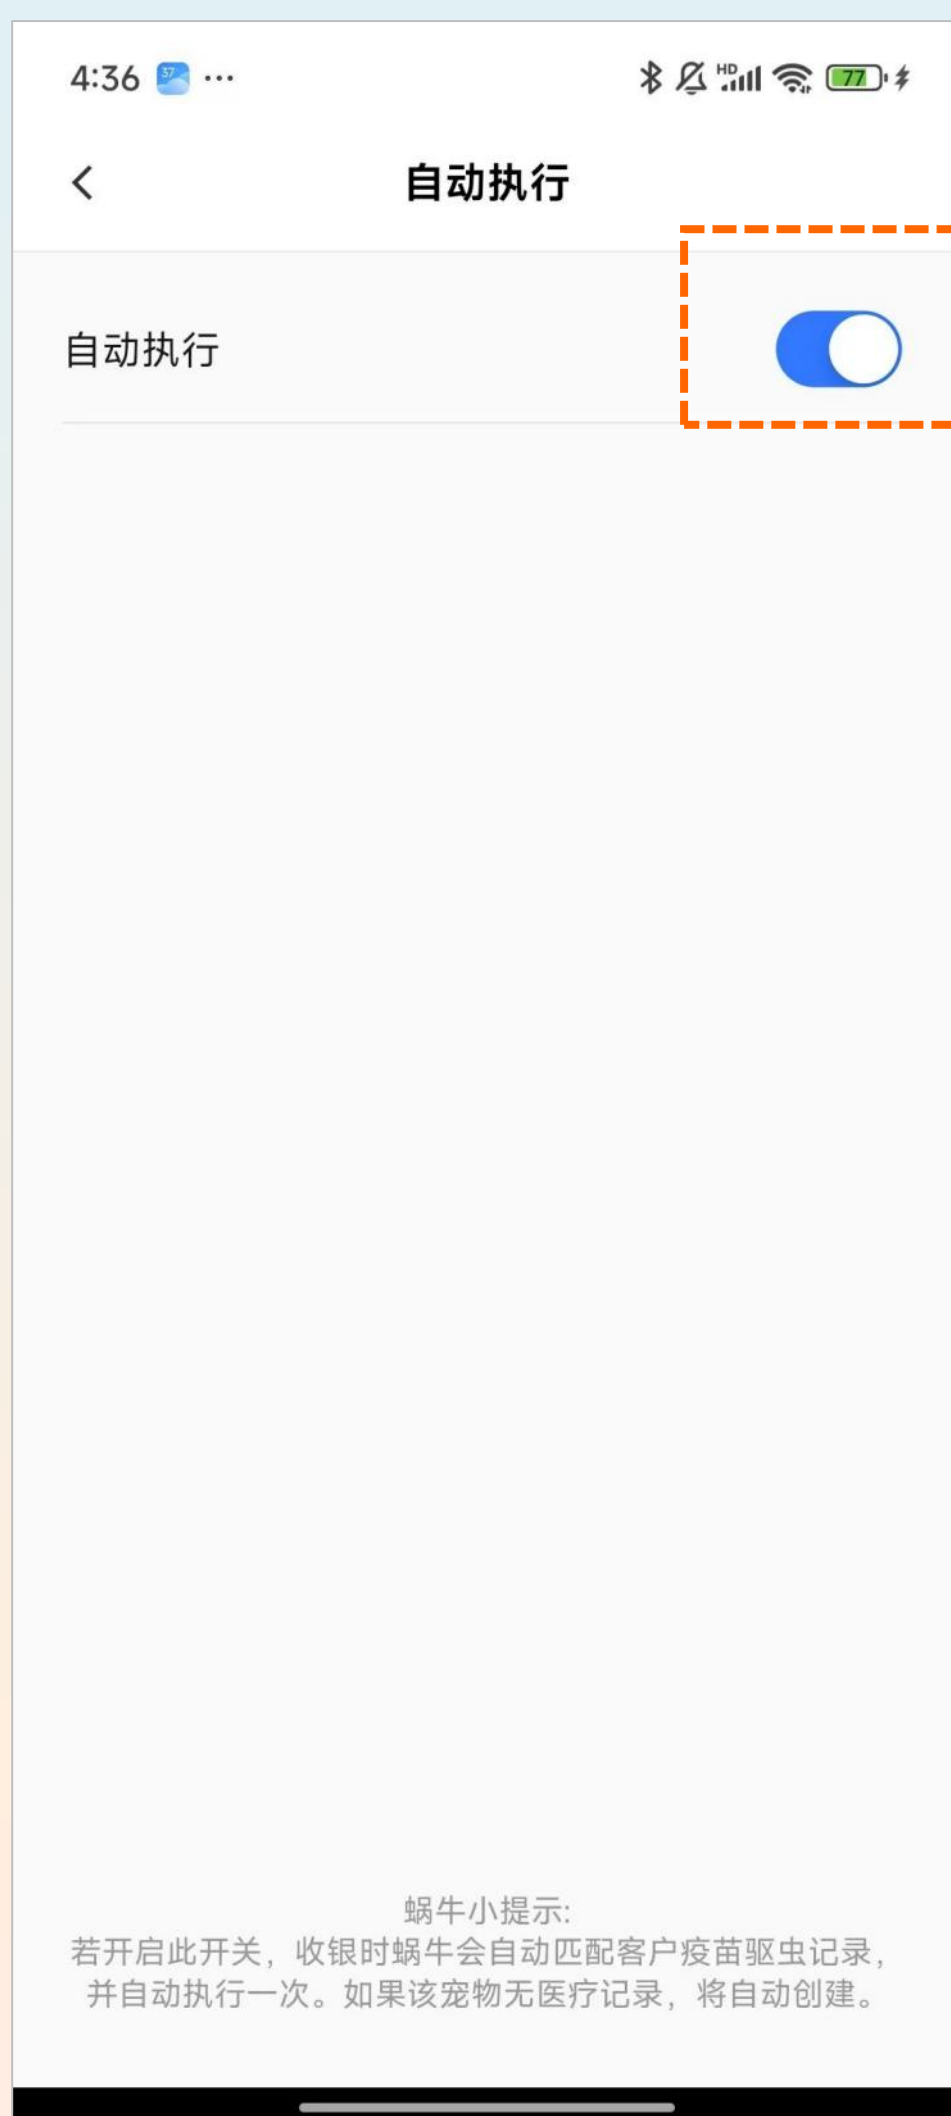 4:36 37 ... HD 77
自动执行
自动执行
蜗牛小提示:
若开启此开关，收银时蜗牛会自动匹配客户疫苗驱虫记录，
并自动执行一次。如果该宠物无医疗记录，将自动创建。